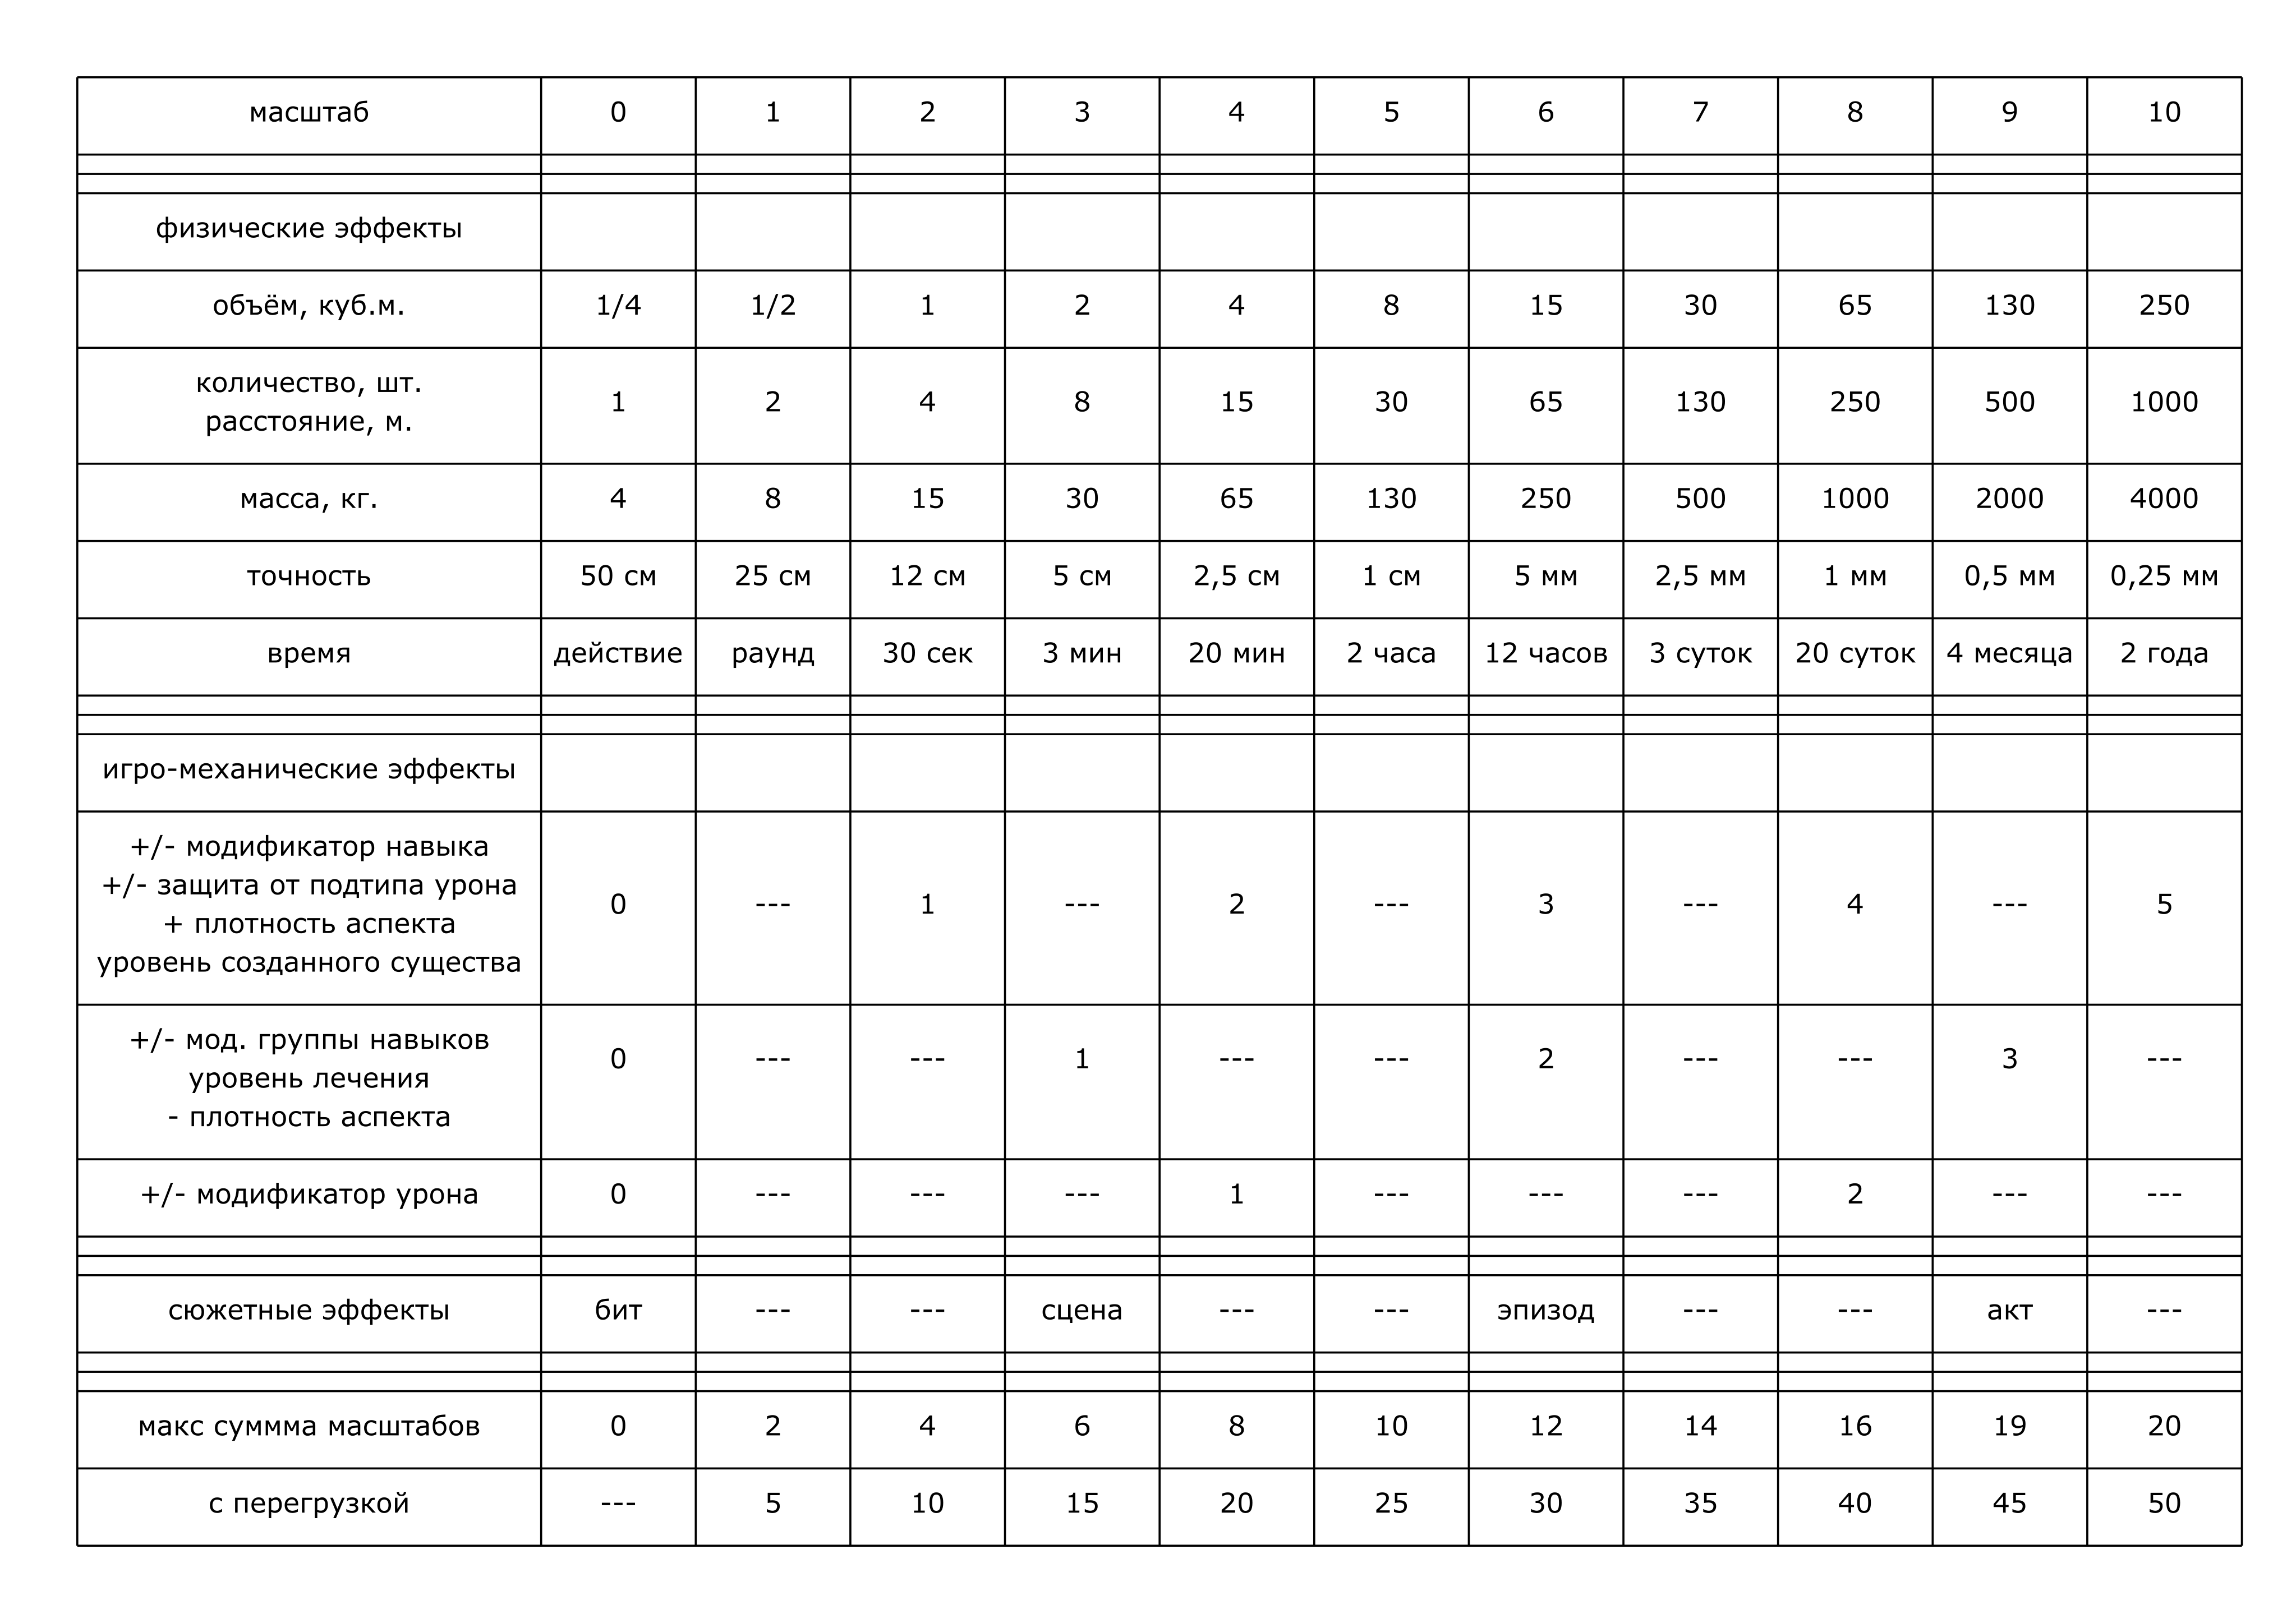 масштаб 0 1 2 3 4 5 6 7 8 9 10
физические эффекты
объём, куб.м. 1/4 1/2 1 2 4 8 15 30 65 130 250
количество, шт.
расстояние, м. 1 2 4 8 15 30 65 130 250 500 1000
масса, кг. 4 8 15 30 65 130 250 500 1000 2000 4000
точность 50 см 25 см 12 см 5 см 2,5 см 1 см 5 мм 2,5 мм 1 мм 0,5 мм 0,25 мм
время действие раунд 30 сек 3 мин 20 мин 2 часа 12 часов 3 суток 20 суток 4 месяца 2 года
игро-механические эффекты
+/- модификатор навыка
+/- защита от подтипа урона 0 --- 1 --- 2 --- 3 --- 4 --- 5
+ плотность аспекта
уровень созданного существа
+/- мод. группы навыков 0 --- --- 1 --- --- 2 --- --- 3 ---
уровень лечения
- плотность аспекта
+/- модификатор урона 0 --- --- --- 1 --- --- --- 2 --- ---
сюжетные эффекты бит --- --- сцена --- --- эпизод --- --- акт ---
макс суммма масштабов 0 2 4 6 8 10 12 14 16 19 20
с перегрузкой --- 5 10 15 20 25 30 35 40 45 50